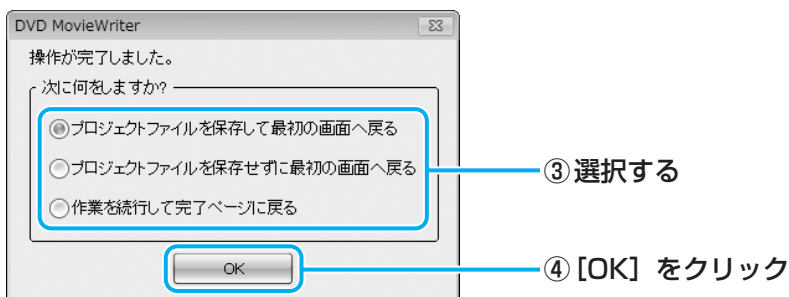 DVD MovieWriter
操作が完了しました。
次に何をしますか?
プロジェクトファイルを保存して最初の画面へ戻る
プロジェクトファイルを保存せずに最初の画面へ戻る
③選択する
作業を続行して完了ページに戻る
OK
④[OK]をクリック